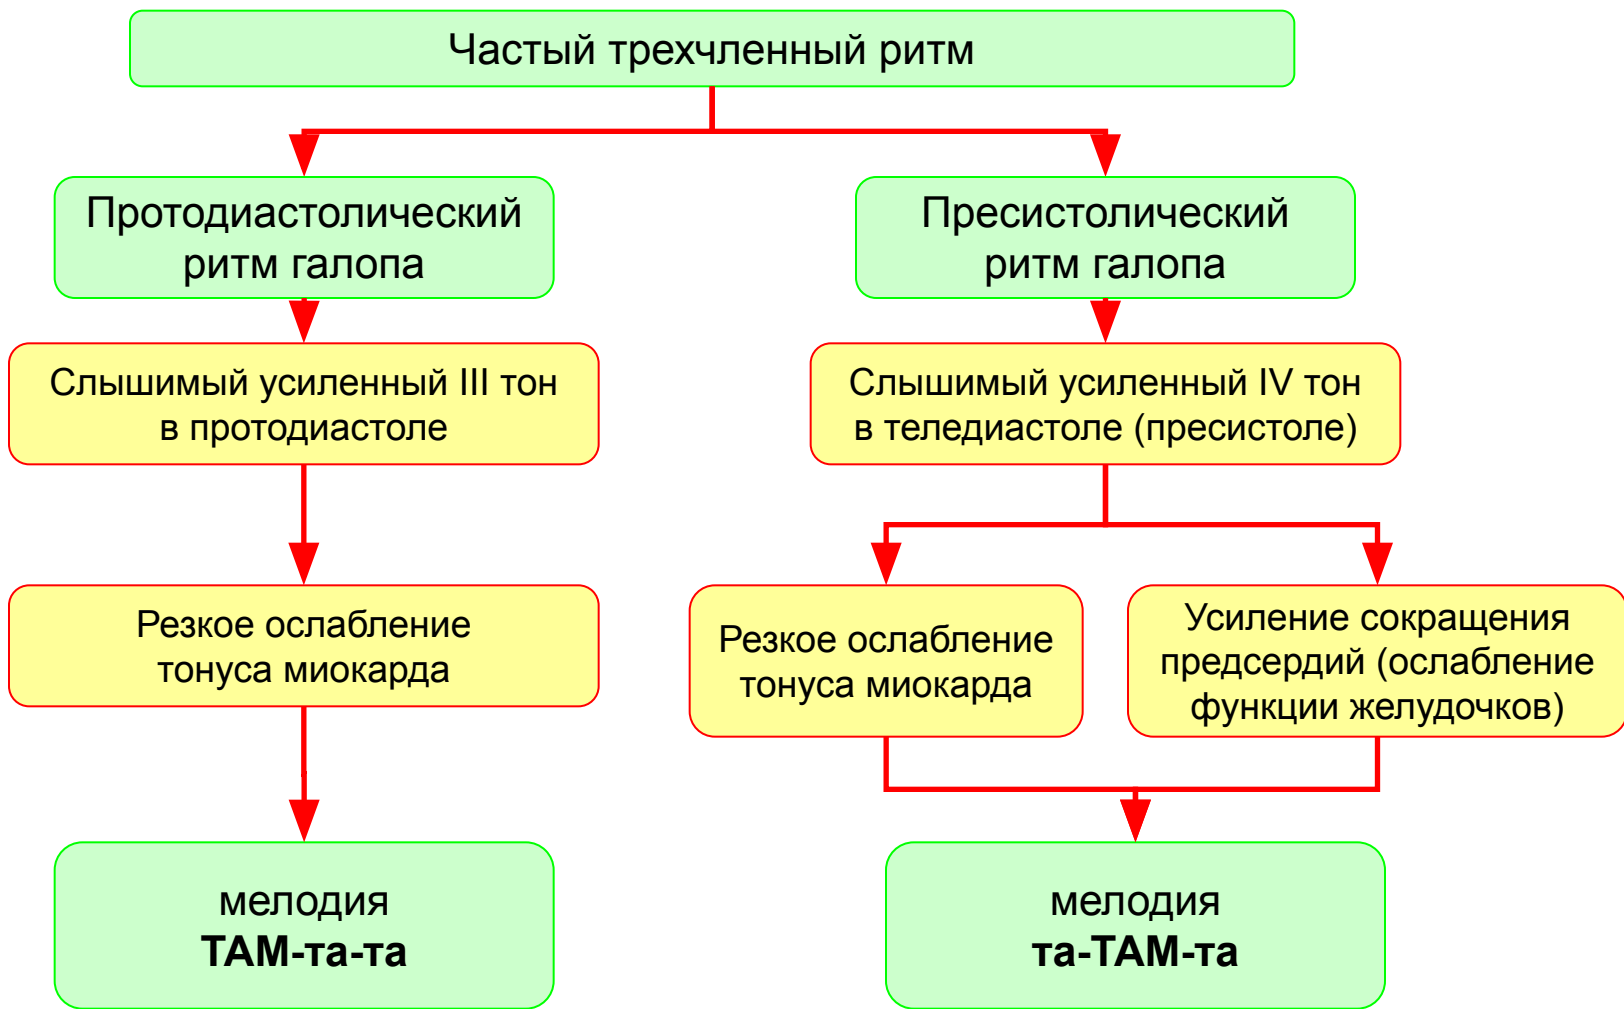 Частый трехчленный ритм
Протодиастолический
ритм галопа
Пресистолический
ритм галопа
Слышимый усиленный III тон
в протодиастоле
Слышимый усиленный IV тон
в теледиастоле (пресистоле)
Резкое ослабление
тонуса миокарда
Резкое ослабление
тонуса миокарда
Усиление сокращения
предсердий (ослабление
функции желудочков)
мелодия
ТАМ-та-та
мелодия
та-ТАМ-та